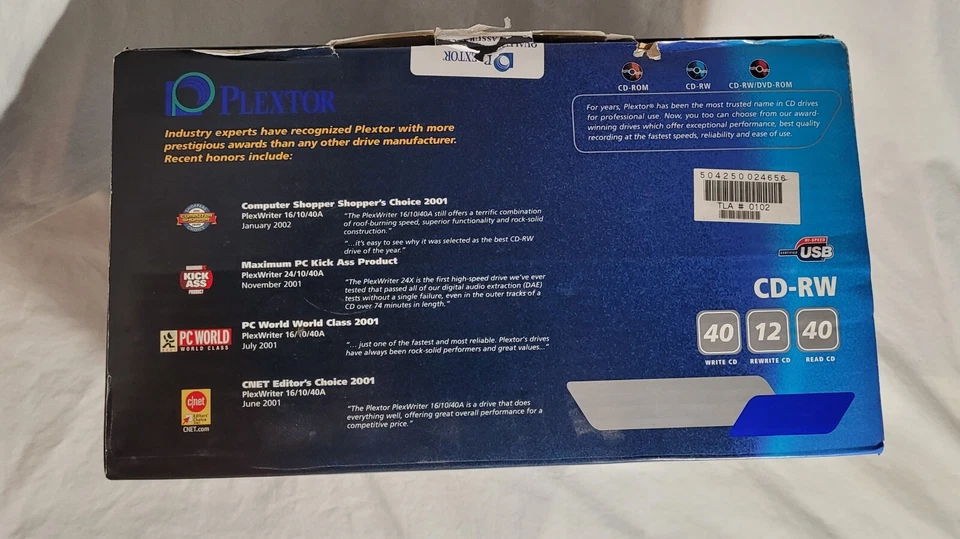 PLEXTOR
PLEXTOR
Industry experts have recognized Plextor with more
prestigious awards than any other drive manufacturer.
Recent honors include:
CD-ROM
CD-RW
CD-RW/DVD-ROM
For years, Plextor® has been the most trusted name in CD drives
for professional use. Now, you too can choose from our award-
winning drives which offer exceptional performance, best quality
recording at the fastest speeds, reliability and ease of use.
504250024656
TLA # 0102
COMPUTER
SHOPPER
Computer Shopper Shopper's Choice 2001
PlexWriter 16/10/40A
January 2002
"The PlexWriter 16/10/40A still offers a terrific combination
of roof-burning speed, superior functionality and rock-solid
construction."
"...it's easy to see why it was selected as the best CD-RW
drive of the year."
KICK
ASS
PRODUCT
Maximum PC Kick Ass Product
PlexWriter 24/10/40A
November 2001
"The PlexWriter 24X is the first high-speed drive we've ever
tested that passed all of our digital audio extraction (DAE)
tests without a single failure, even in the outer tracks of a
CD over 74 minutes in length."
PC WORLD
WORLD CLASS
PC World World Class 2001
PlexWriter 16/10/40A
July 2001
"... just one of the fastest and most reliable. Plextor's drives
have always been rock-solid performers and great values..."
c|net
Editors'
Choice
CNET.com
CNET Editor's Choice 2001
PlexWriter 16/10/40A
June 2001
"The Plextor PlexWriter 16/10/40A is a drive that does
everything well, offering great overall performance for a
competitive price."
HI-SPEED
CERTIFIED
USB
CD-RW
40
12
40
WRITE CD
REWRITE CD
READ CD